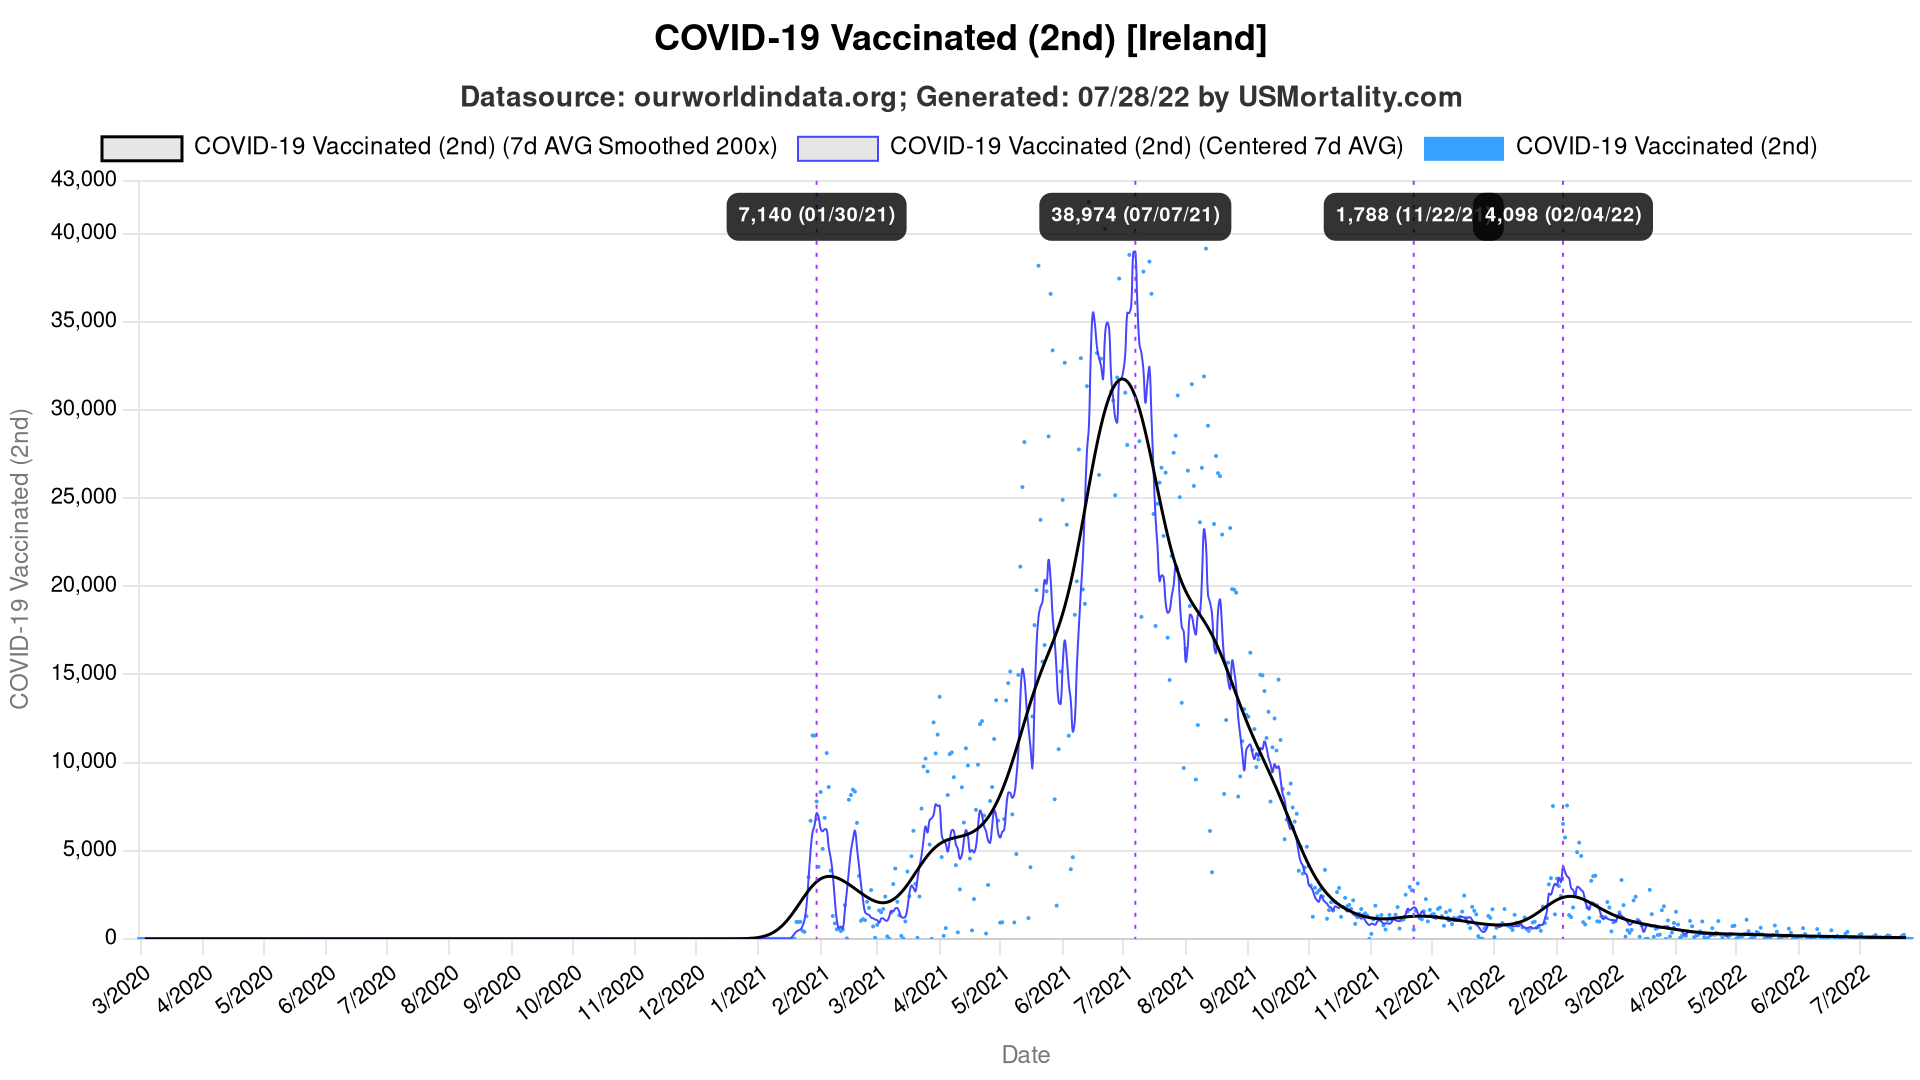 COVID-19 Vaccinated (2nd) [Ireland]
Datasource: ourworldindata.org; Generated: 07/28/22 by USMortality.com
COVID-19 Vaccinated (2nd) (7d AVG Smoothed 200x) COVID-19 Vaccinated (2nd) (Centered 7d AVG) COVID-19 Vaccinated (2nd)
43,000
7,140 (01/30/21) 38,974 (07/07/21) 1,788 (11/22/21) 4,098 (02/04/22)
40,000
35,000
30,000
25,000
20,000
15,000
10,000
5,000
0
COVID-19 Vaccinated (2nd)
3/2020 4/2020 5/2020 6/2020 7/2020 8/2020 9/2020 10/2020 11/2020 12/2020 1/2021 2/2021 3/2021 4/2021 5/2021 6/2021 7/2021 8/2021 9/2021 10/2021 11/2021 12/2021 1/2022 2/2022 3/2022 4/2022 5/2022 6/2022 7/2022
Date